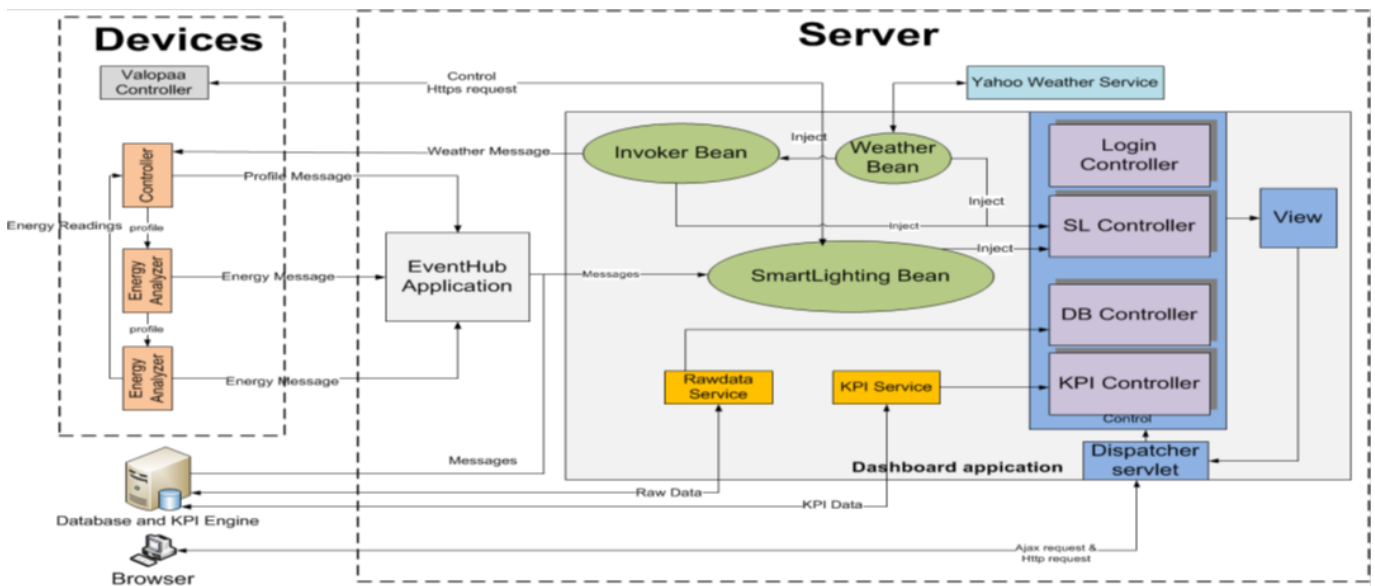 Devices
Server
Valopaa
Controller
Control
Https request
Yahoo Weather Service
Inject
Weather Message
Invoker Bean
Weather
Bean
Login
Controller
Controller
Profile Message
Inject
Energy Readings
profile
Inject
SL Controller
View
Inject
Energy
Analyzer
Energy Message
EventHub
Application
Messages
SmartLighting Bean
DB Controller
profile
Energy
Analyzer
Energy Message
Rawdata
Service
KPI Service
KPI Controller
Control
Messages
Dashboard appication
Dispatcher
servlet
Raw Data
KPI Data
Database and KPI Engine
Ajax request &
Http request
Browser